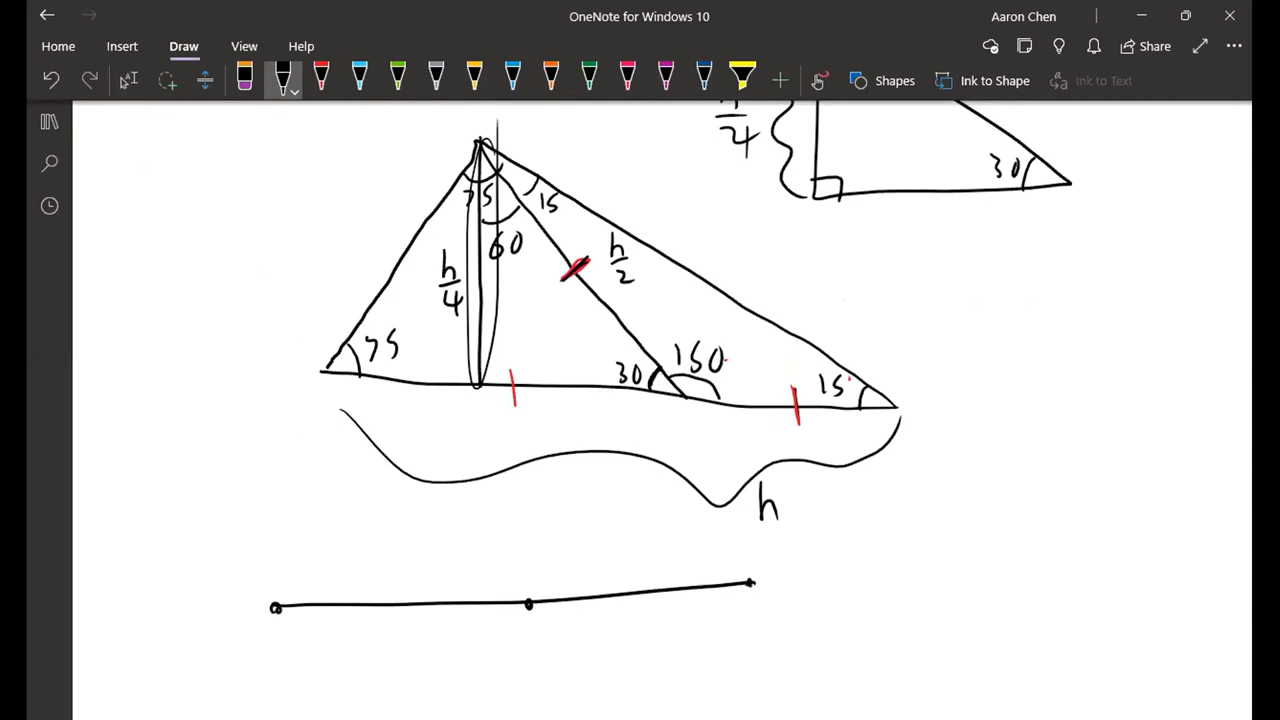 OneNote for Windows 10
Aaron Chen
Home Insert Draw View Help
Share
Shapes
Ink to Shape
Ink to Text
4
30
75
15
60
h
4
h
2
75
30
150
15
h